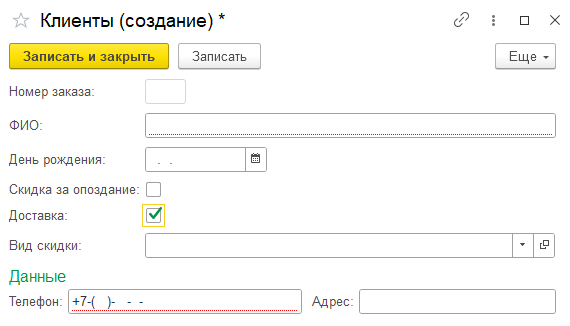 Клиенты (создание) *
Записать и закрыть Записать Еще
Номер заказа:
ФИО:
День рождения: . .
Скидка за опоздание:
Доставка:
Вид скидки:
Данные
Телефон: +7-( )- - - Адрес: